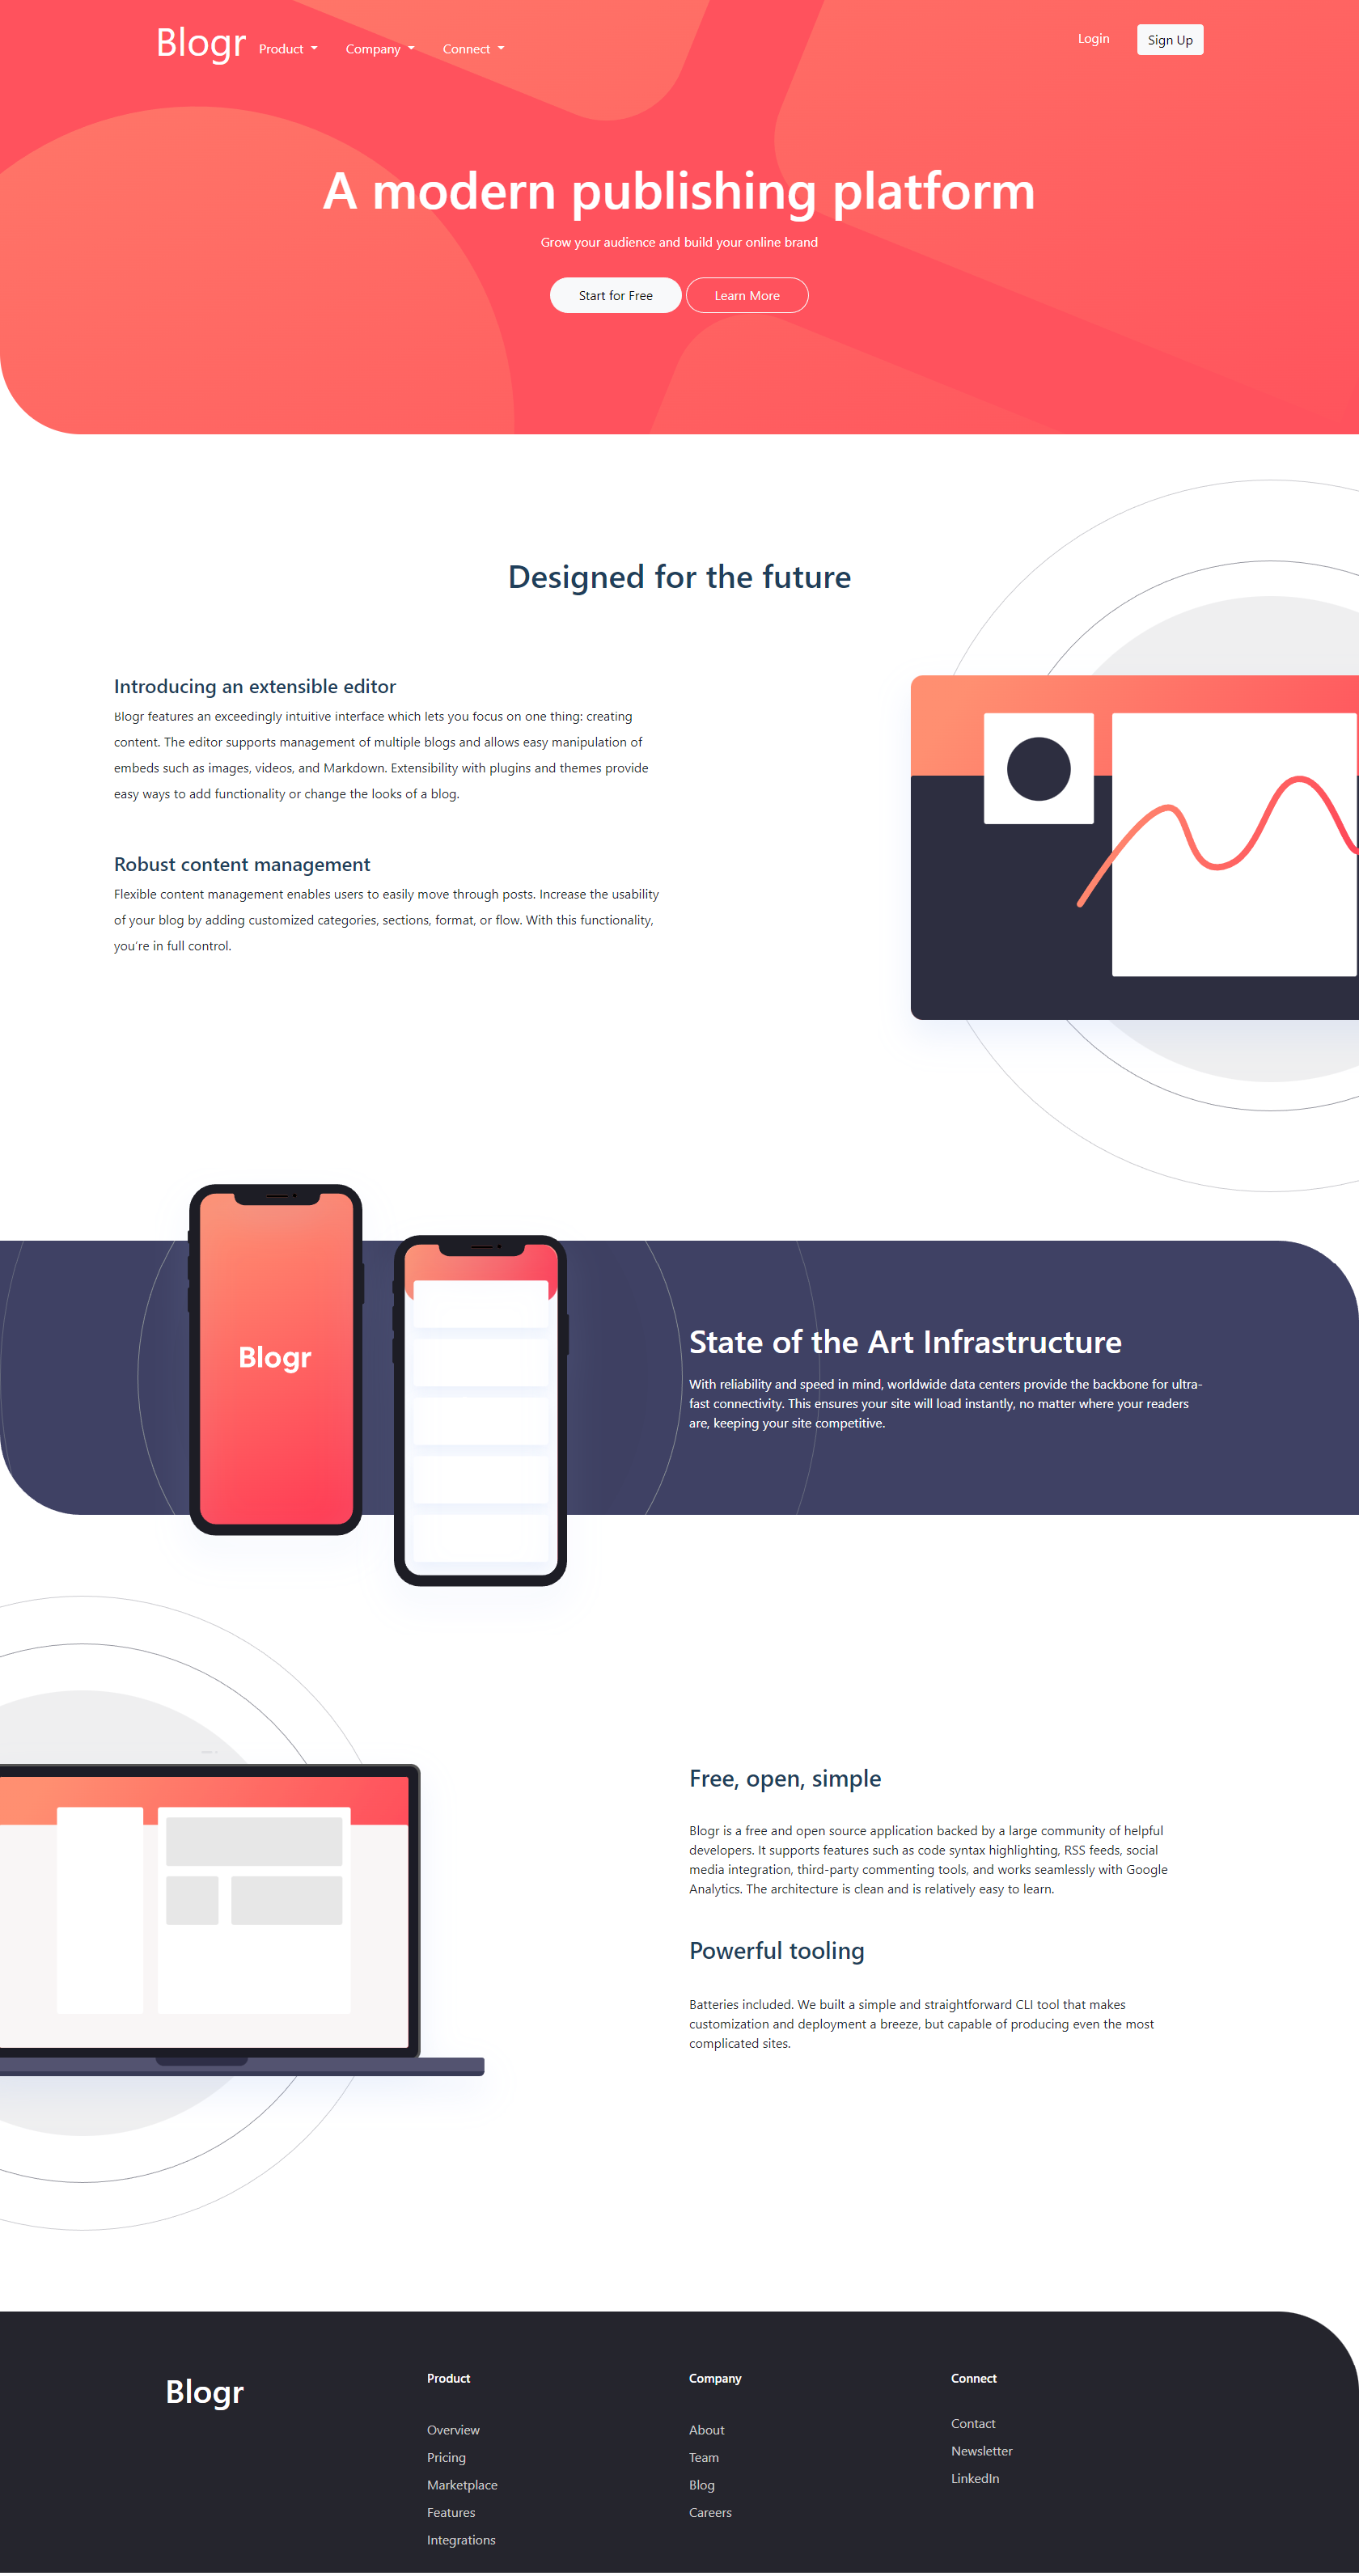 Blogr Product Company Connect Login Sign Up
A modern publishing platform
Grow your audience and build your online brand
Start for Free Learn More
Designed for the future
Introducing an extensible editor
Blogr features an exceedingly intuitive interface which lets you focus on one thing: creating
content. The editor supports management of multiple blogs and allows easy manipulation of
embeds such as images, videos, and Markdown. Extensibility with plugins and themes provide
easy ways to add functionality or change the looks of a blog.
Robust content management
Flexible content management enables users to easily move through posts. Increase the usability
of your blog by adding customized categories, sections, format, or flow. With this functionality,
you're in full control.
Blogr
State of the Art Infrastructure
With reliability and speed in mind, worldwide data centers provide the backbone for ultra-
fast connectivity. This ensures your site will load instantly, no matter where your readers
are, keeping your site competitive.
Free, open, simple
Blogr is a free and open source application backed by a large community of helpful
developers. It supports features such as code syntax highlighting, RSS feeds, social
media integration, third-party commenting tools, and works seamlessly with Google
Analytics. The architecture is clean and is relatively easy to learn.
Powerful tooling
Batteries included. We built a simple and straightforward CLI tool that makes
customization and deployment a breeze, but capable of producing even the most
complicated sites.
Blogr
Product
Overview
Pricing
Marketplace
Features
Integrations
Company
About
Team
Blog
Careers
Connect
Contact
Newsletter
LinkedIn